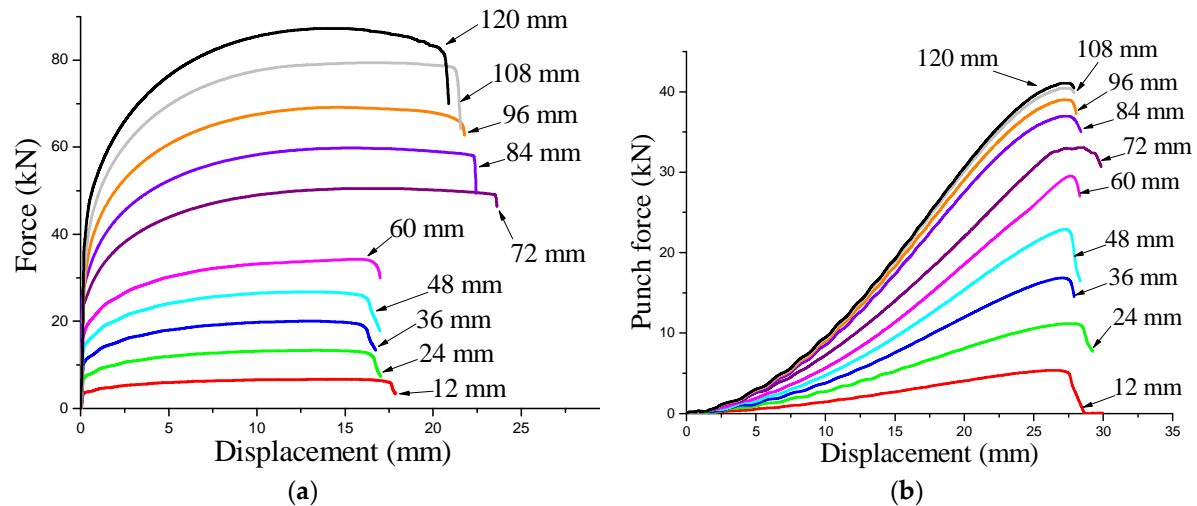 120 mm
108 mm
96 mm
84 mm
72 mm
60 mm
48 mm
36 mm
24 mm
12 mm
Force (kN)
0
20
40
60
80
0 5 10 15 20 25
Displacement (mm)
(a)
120 mm
108 mm
96 mm
84 mm
72 mm
60 mm
48 mm
36 mm
24 mm
12 mm
Punch force (kN)
0
10
20
30
40
0 5 10 15 20 25 30 35
Displacement (mm)
(b)